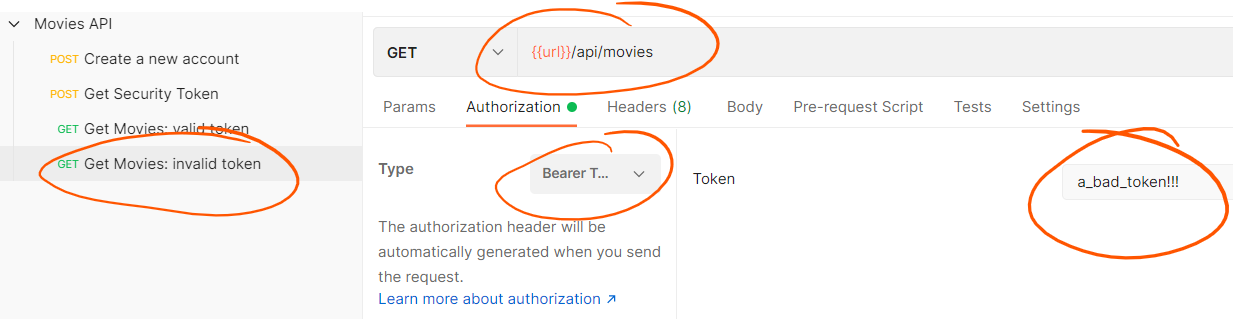 Movies API
POST Create a new account
POST Get Security Token
GET Get Movies: valid token
GET Get Movies: invalid token
GET {{url}}/api/movies
Params Authorization Headers (8) Body Pre-request Script Tests Settings
Type Bearer T...
The authorization header will be
automatically generated when you send
the request.
Learn more about authorization ↗
Token a_bad_token!!!